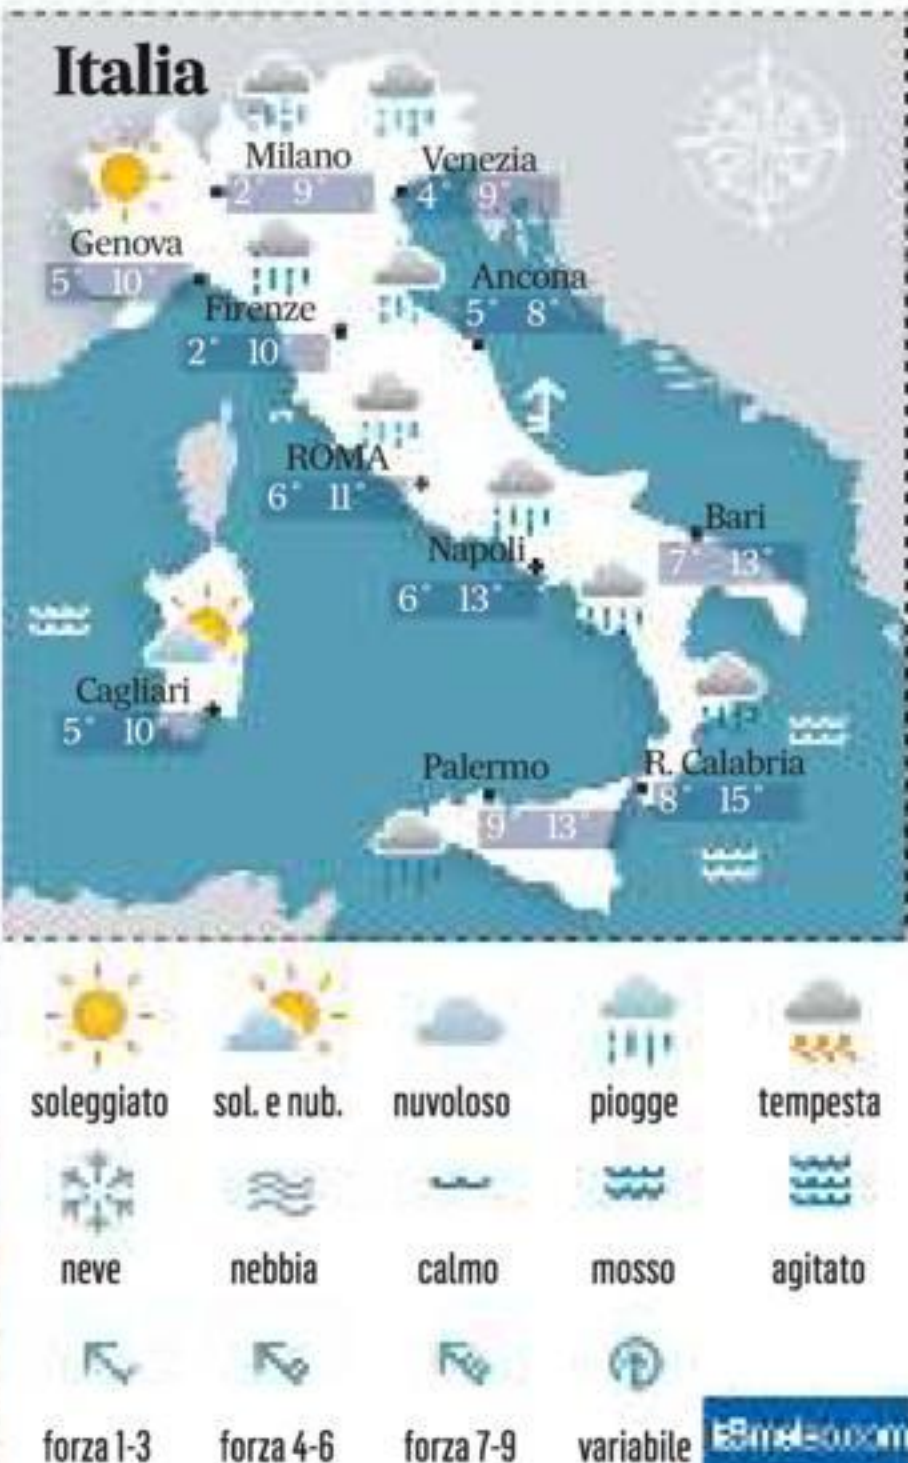 Italia
Milano
2° 9°
Venezia
4° 9°
Genova
5° 10°
Firenze
2° 10°
Ancona
5° 8°
ROMA
6° 11°
Napoli
6° 13°
Bari
7° 13°
Cagliari
5° 10°
Palermo
9° 13°
R. Calabria
8° 15°
soleggiato sol. e nub. nuvoloso piogge tempesta
neve nebbia calmo mosso agitato
forza 1-3 forza 4-6 forza 7-9 variabile